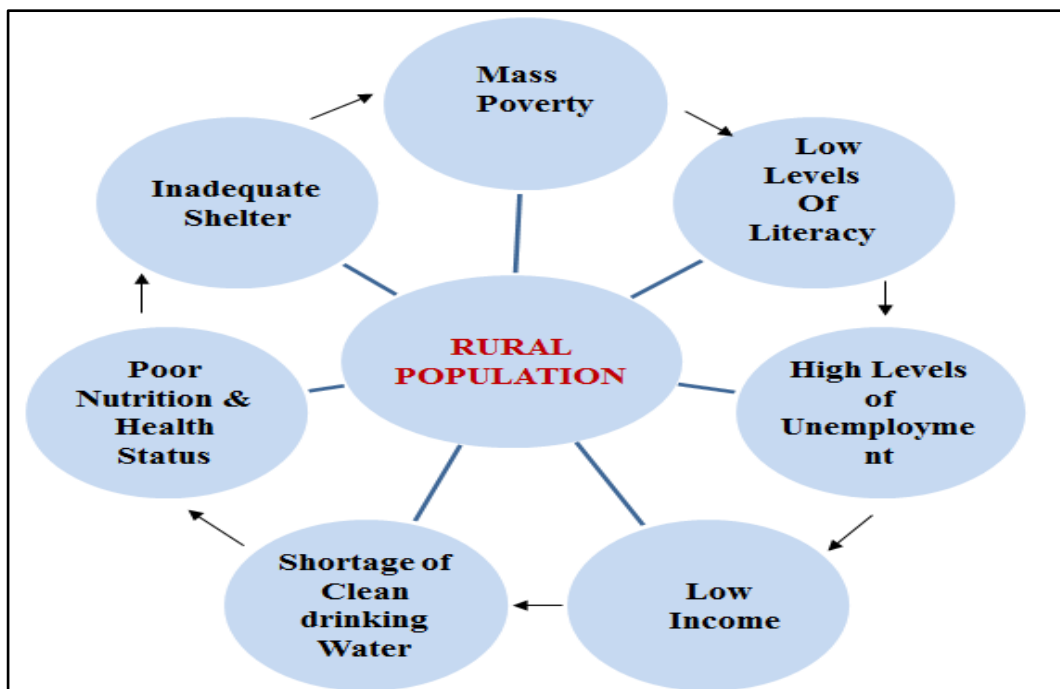 Mass
Poverty
Low
Levels
Of
Literacy
High Levels
of
Unemployme
nt
Low
Income
Shortage of
Clean
drinking
Water
Poor
Nutrition &
Health
Status
Inadequate
Shelter
RURAL
POPULATION